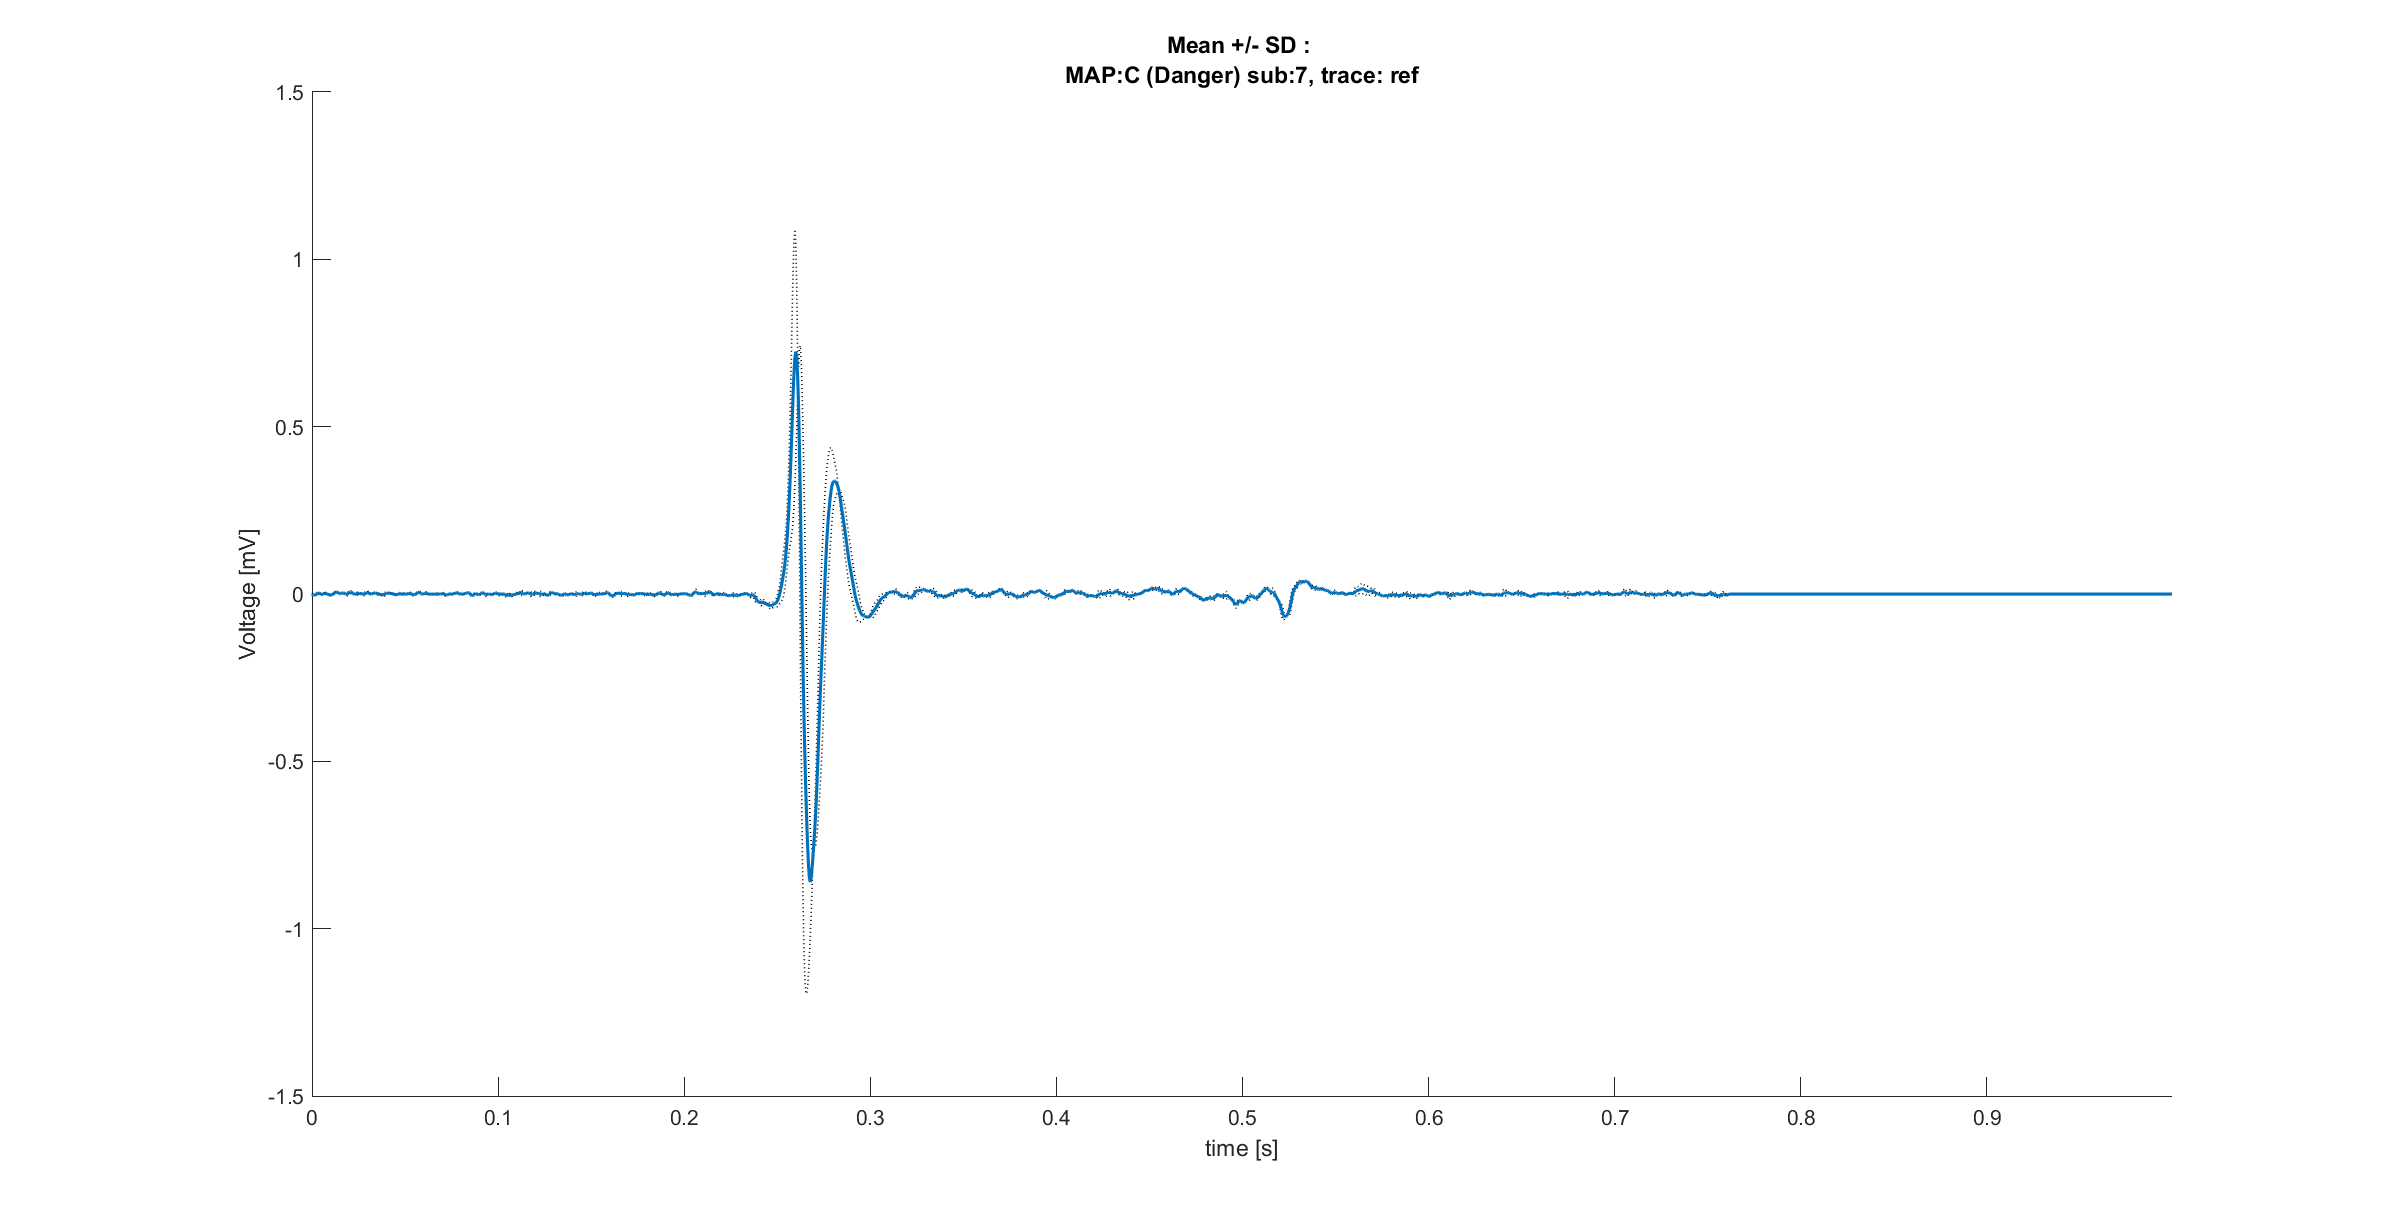 Mean +/- SD :
MAP:C (Danger) sub:7, trace: ref
1.5
1
0.5
0
-0.5
-1
-1.5
Voltage [mV]
0 0.1 0.2 0.3 0.4 0.5 0.6 0.7 0.8 0.9
time [s]